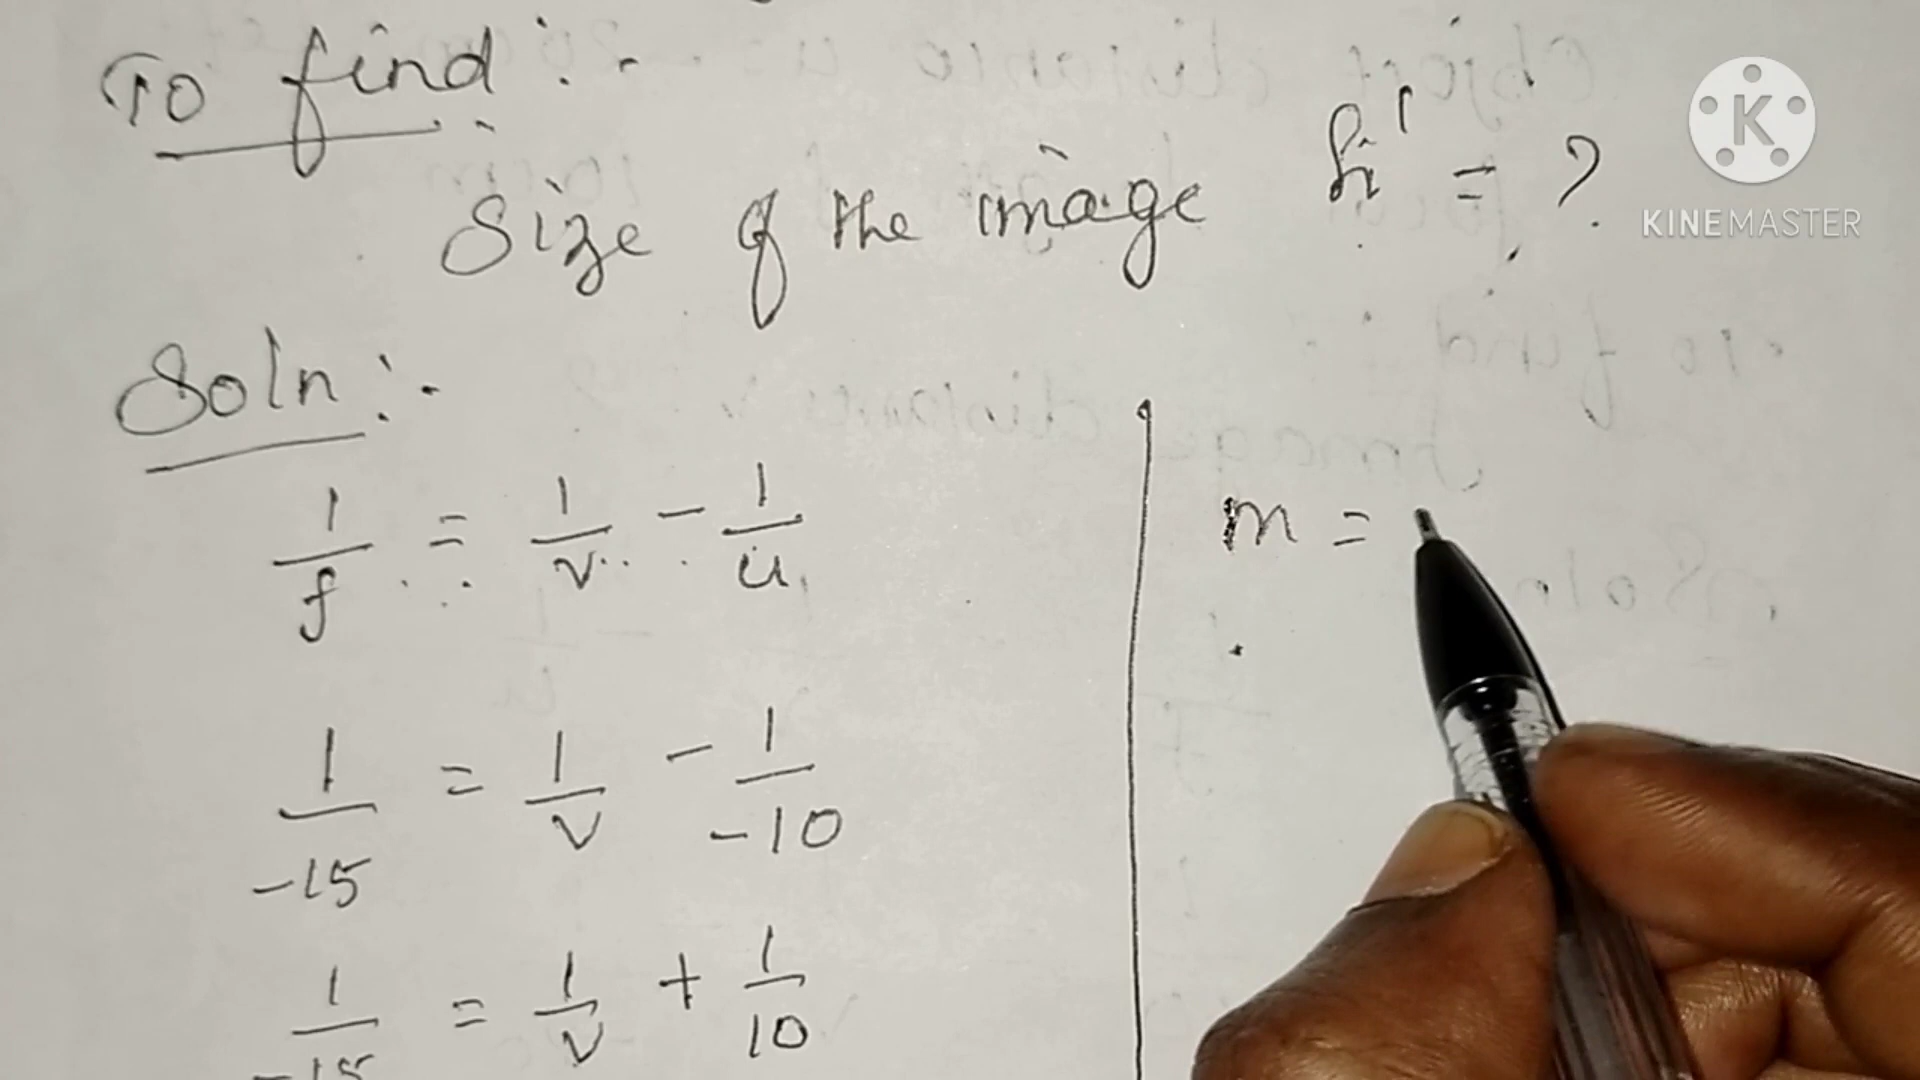 To find :-
Size of the image h' = ?
Soln :-
1/f = 1/v - 1/u
1/-15 = 1/v - 1/-10
1/-15 = 1/v + 1/10
m =
K
KINEMASTER